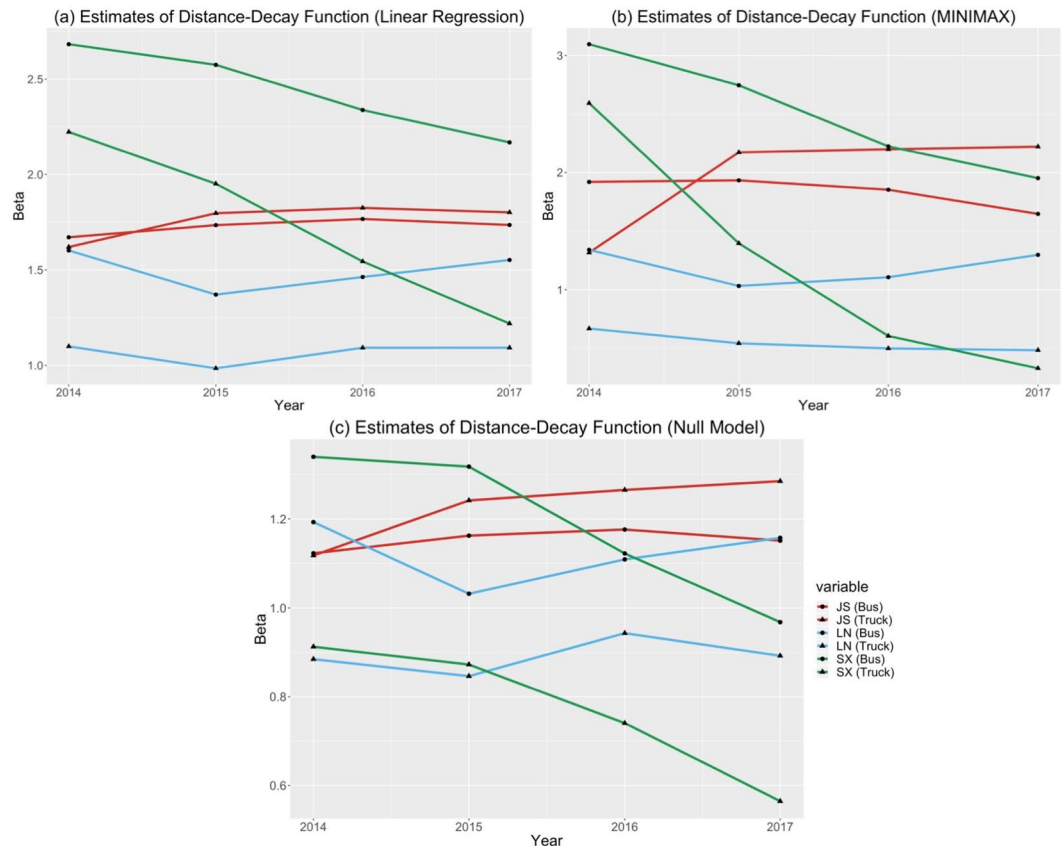 (a) Estimates of Distance-Decay Function (Linear Regression)
2.5
2.0
1.5
1.0
Beta
2014 2015 2016 2017
Year
(b) Estimates of Distance-Decay Function (MINIMAX)
3
2
1
Beta
2014 2015 2016 2017
Year
(c) Estimates of Distance-Decay Function (Null Model)
1.2
1.0
0.8
0.6
Beta
2014 2015 2016 2017
Year
variable
JS (Bus)
JS (Truck)
LN (Bus)
LN (Truck)
SX (Bus)
SX (Truck)